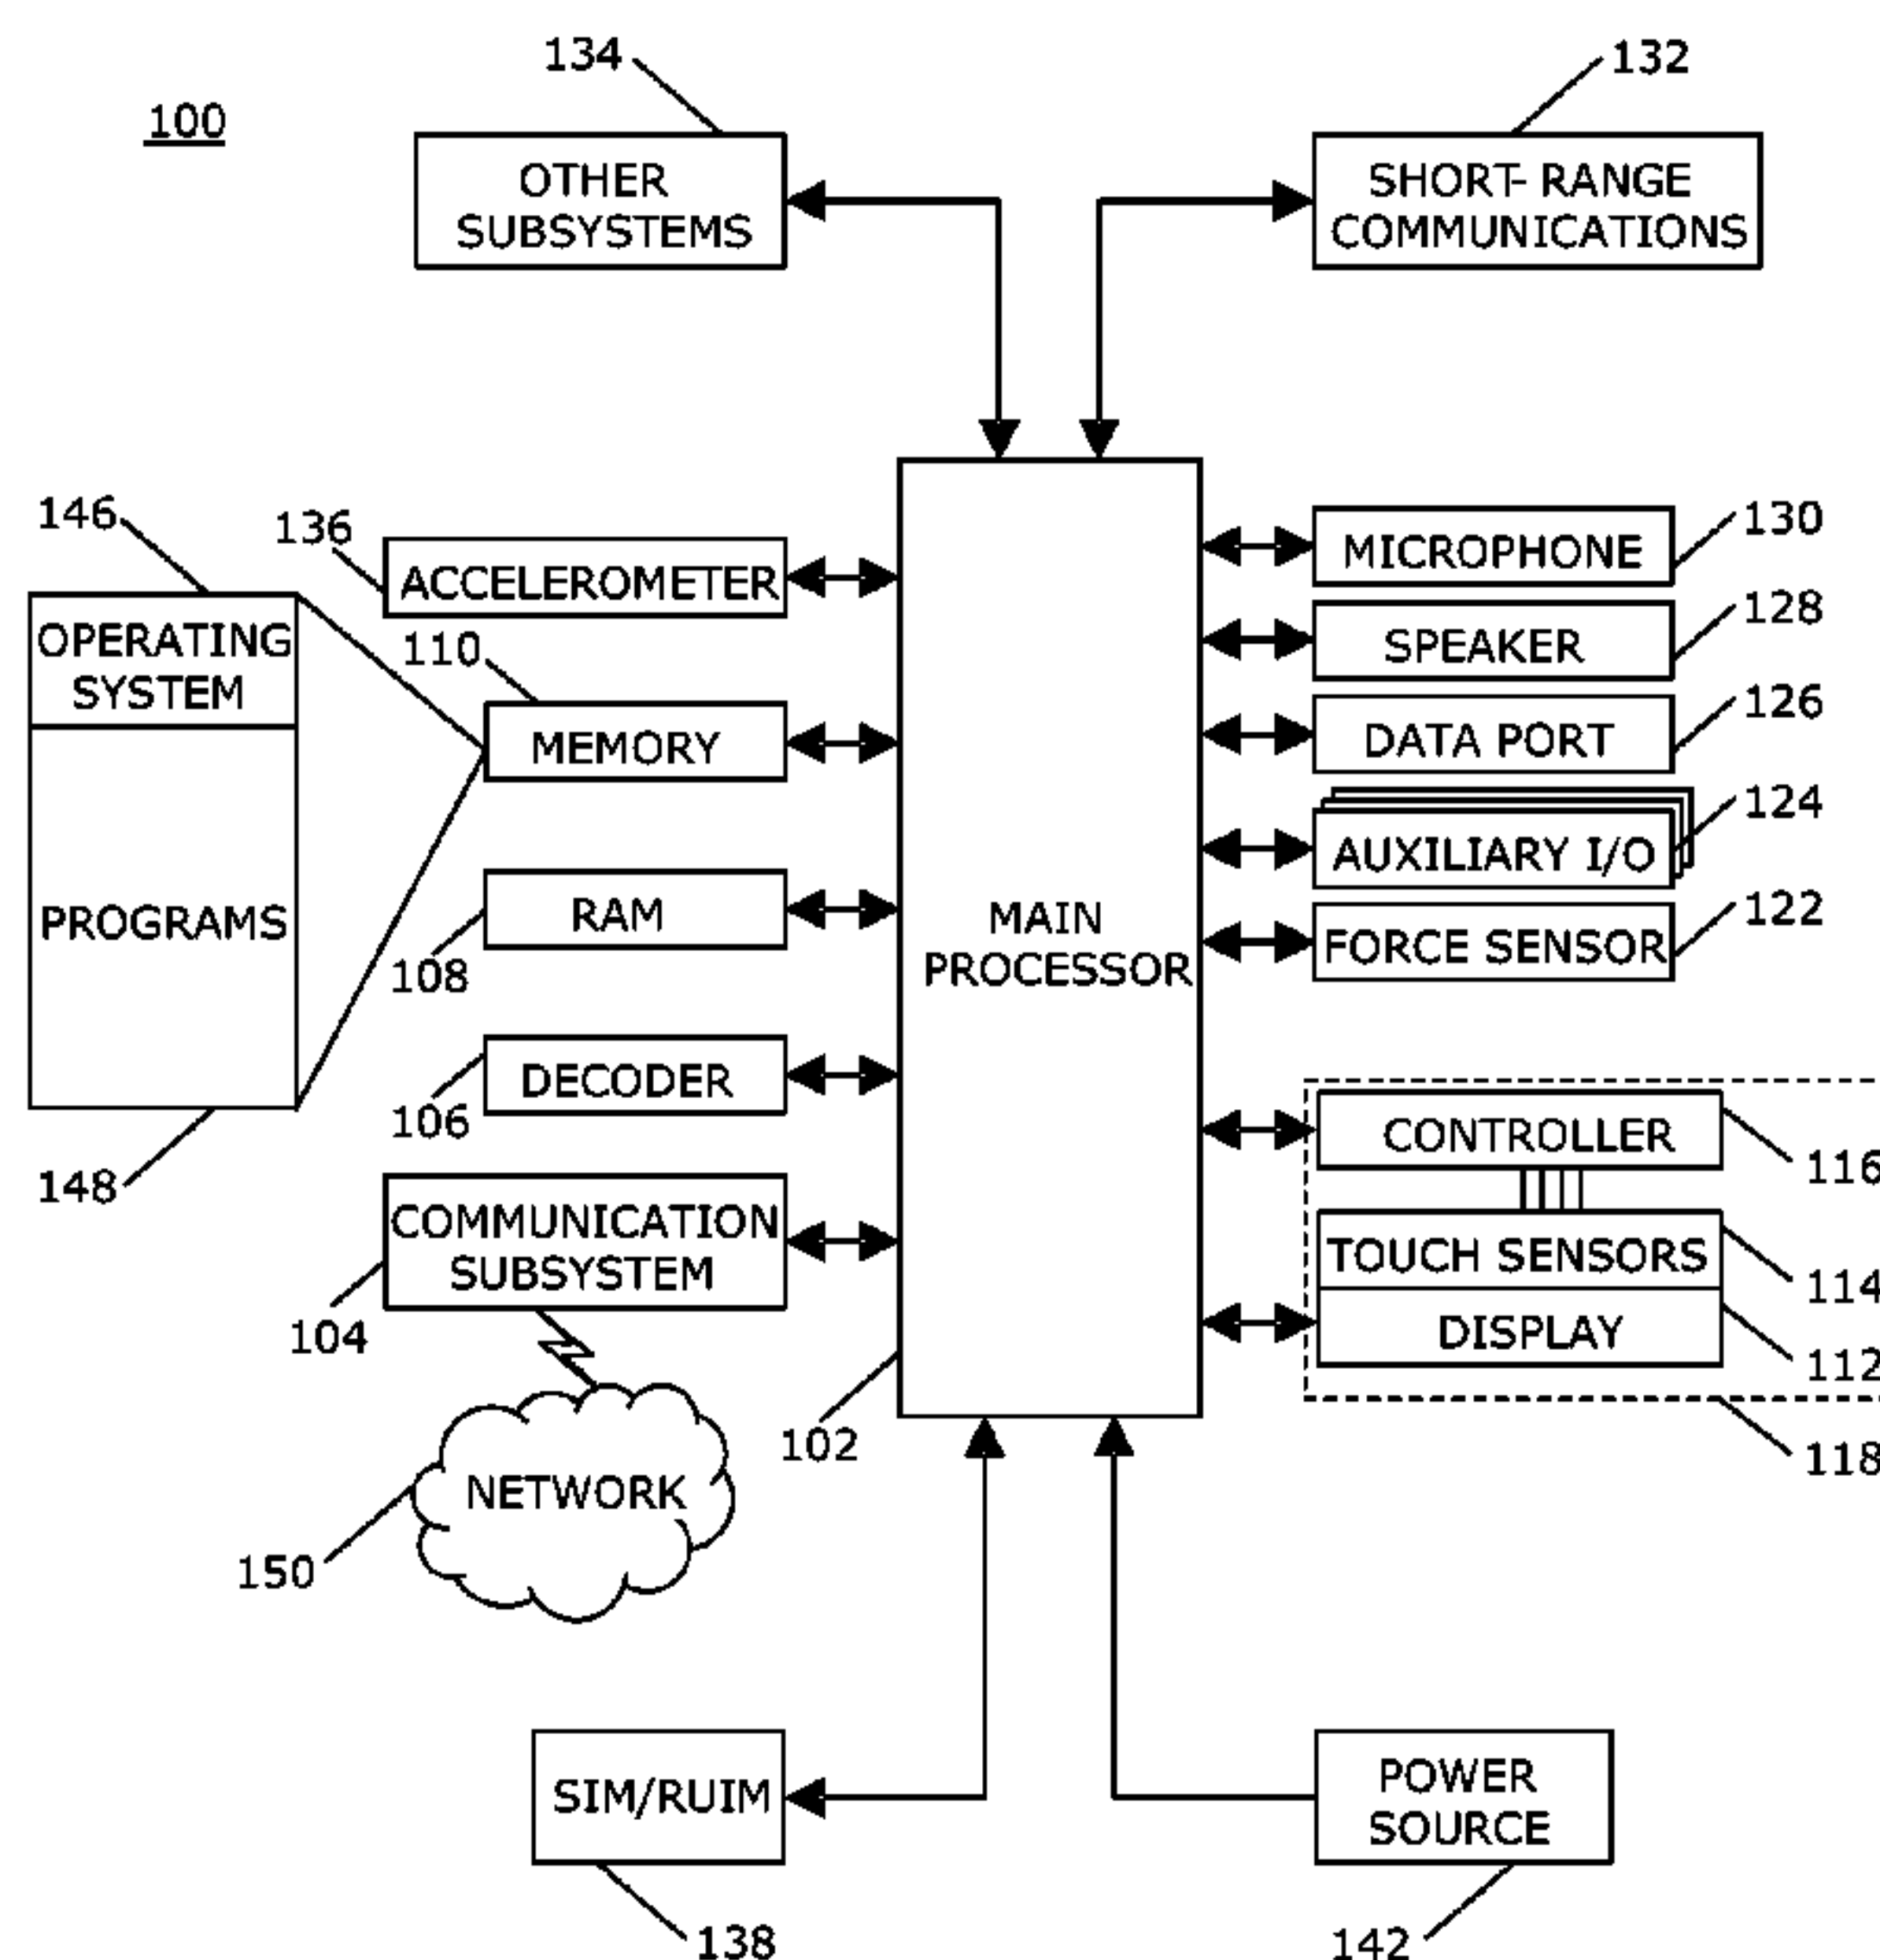 134
132
100
OTHER
SUBSYSTEMS
SHORT- RANGE
COMMUNICATIONS
146
136
ACCELEROMETER
MICROPHONE
130
OPERATING
SYSTEM
110
SPEAKER
128
MEMORY
DATA PORT
126
AUXILIARY I/O
124
PROGRAMS
RAM
108
MAIN
PROCESSOR
FORCE SENSOR
122
DECODER
106
CONTROLLER
116
148
COMMUNICATION
SUBSYSTEM
104
TOUCH SENSORS
114
DISPLAY
112
102
118
NETWORK
150
SIM/RUIM
POWER
SOURCE
138
142